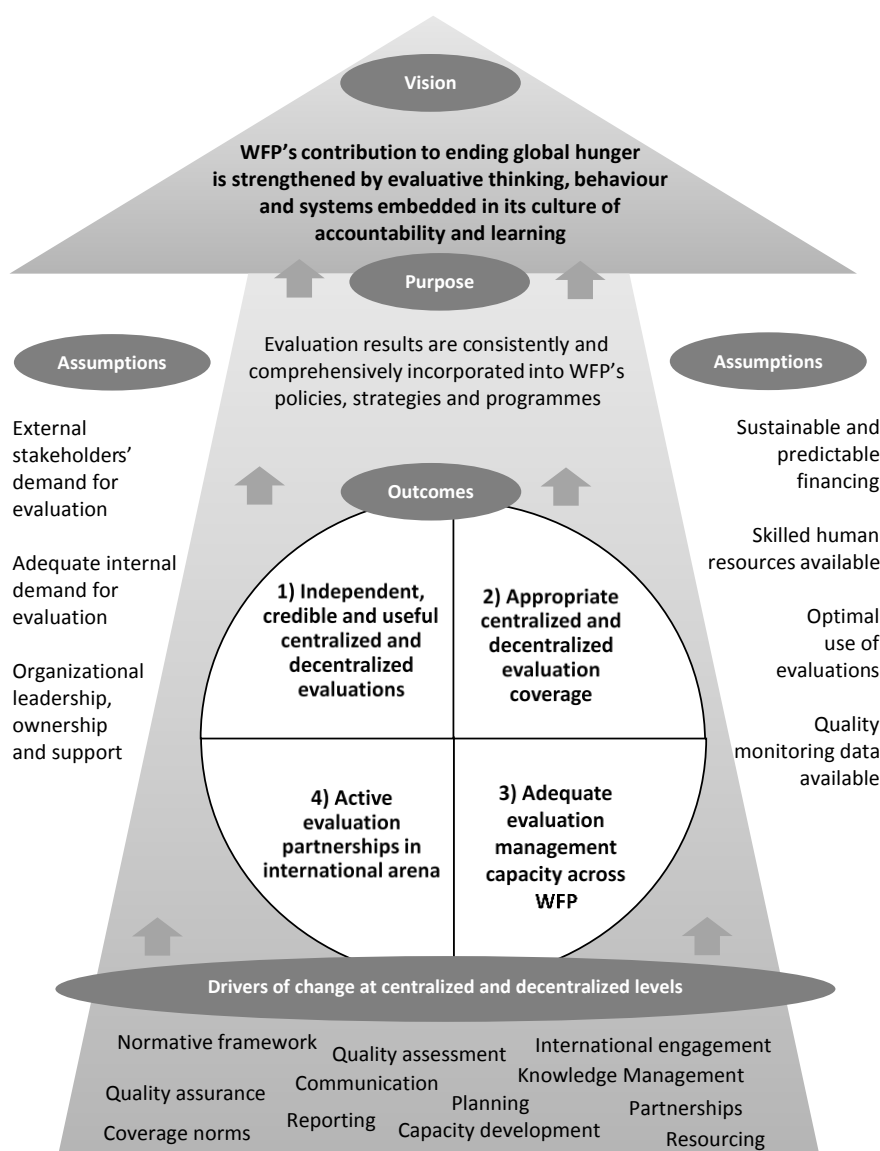 Vision
WFP's contribution to ending global hunger
is strengthened by evaluative thinking, behaviour
and systems embedded in its culture of
accountability and learning
Purpose
Evaluation results are consistently and
comprehensively incorporated into WFP's
policies, strategies and programmes
Assumptions
External
stakeholders'
demand for
evaluation
Adequate internal
demand for
evaluation
Organizational
leadership,
ownership
and support
Assumptions
Sustainable and
predictable
financing
Skilled human
resources available
Optimal
use of
evaluations
Quality
monitoring data
available
Outcomes
1) Independent,
credible and useful
centralized and
decentralized
evaluations
2) Appropriate
centralized and
decentralized
evaluation
coverage
4) Active
evaluation
partnerships in
international arena
3) Adequate
evaluation
management
capacity across
WFP
Drivers of change at centralized and decentralized levels
Normative framework
Quality assessment
International engagement
Quality assurance
Communication
Knowledge Management
Planning
Partnerships
Coverage norms
Reporting
Capacity development
Resourcing